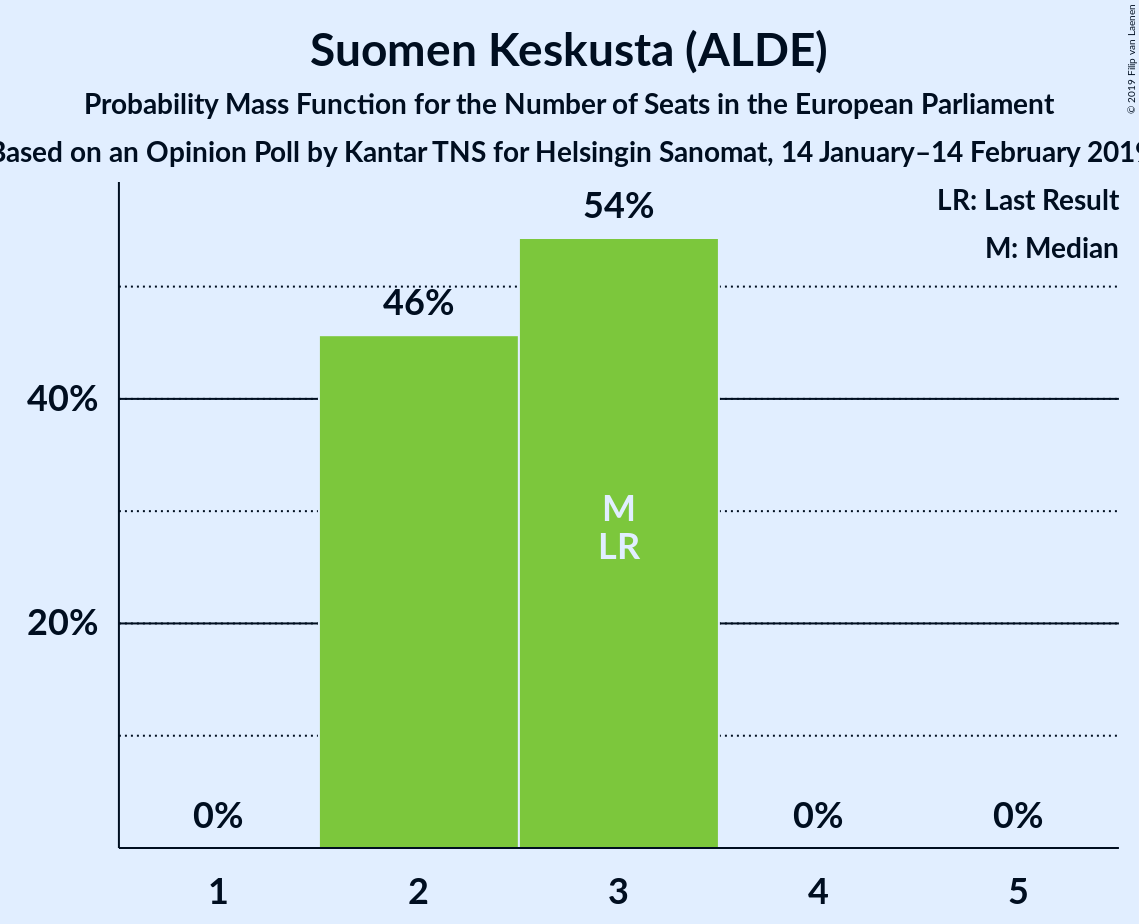 Suomen Keskusta (ALDE)
Probability Mass Function for the Number of Seats in the European Parliament
Based on an Opinion Poll by Kantar TNS for Helsingin Sanomat, 14 January–14 February 2019
© 2019 Filip van Laenen
LR: Last Result
M: Median
54%
46%
40%
M
LR
20%
0%
0%
0%
1
2
3
4
5